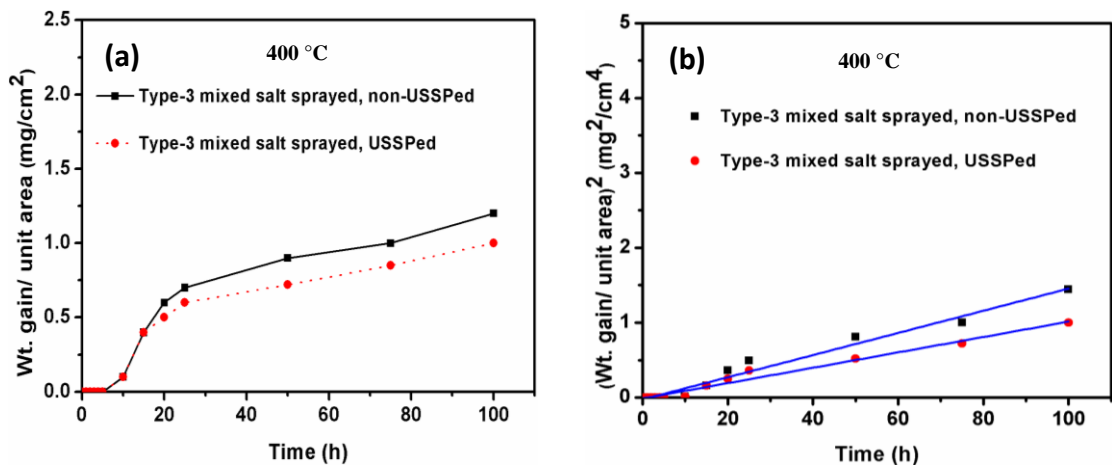 (a)
400 °C
Type-3 mixed salt sprayed, non-USSPed
Type-3 mixed salt sprayed, USSPed
Wt. gain/ unit area (mg/cm²)
2.5
2.0
1.5
1.0
0.5
0.0
0 20 40 60 80 100
Time (h)
(b)
400 °C
Type-3 mixed salt sprayed, non-USSPed
Type-3 mixed salt sprayed, USSPed
(Wt. gain/ unit area)² (mg²/cm⁴)
5
4
3
2
1
0
0 20 40 60 80 100
Time (h)